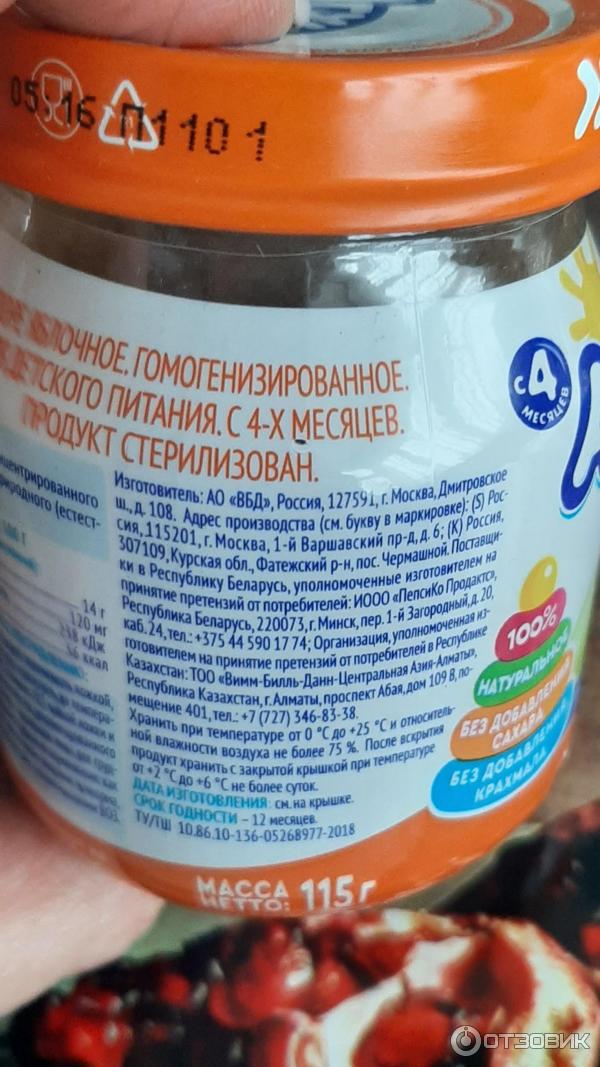 05 16 П110 1
ЯБЛОЧНОЕ, ГОМОГЕНИЗИРОВАННОЕ.
ДЕТСКОГО ПИТАНИЯ. С 4-Х МЕСЯЦЕВ.
ПРОДУКТ СТЕРИЛИЗОВАН.
С 4 МЕСЯЦЕВ
Изготовитель: АО «ВБД», Россия, 127591, г. Москва, Дмитровское
ш., д. 108. Адрес производства (см. букву в маркировке): (S) Рос-
сия, 115201, г. Москва, 1-й Варшавский пр-д, д. 6; (K) Россия,
307109, Курская обл., Фатежский р-н, пос. Чермашной. Поставщи-
ки в Республику Беларусь, уполномоченные изготовителем на
принятие претензий от потребителей: ИООО «ПепсиКо Продактс»,
Республика Беларусь, 220073, г. Минск, пер. 1-й Загородный, д. 20,
каб. 24, тел.: +375 44 590 17 74; Организация, уполномоченная из-
готовителем на принятие претензий от потребителей в Республике
Казахстан: ТОО «Вимм-Билль-Данн-Центральная Азия-Алматы»,
Республика Казахстан, г. Алматы, проспект Абая, дом 109 В, по-
мещение 401, тел.: +7 (727) 346-83-38.
Хранить при температуре от 0 °С до +25 °С и относитель-
ной влажности воздуха не более 75 %. После вскрытия
продукт хранить с закрытой крышкой при температуре
от +2 °С до +6 °С не более суток.
ДАТА ИЗГОТОВЛЕНИЯ: см. на крышке.
СРОК ГОДНОСТИ – 12 месяцев.
ТУ/ТШ 10.86.10-136-05268977-2018
14 г
120 мг
238 кДж
56 ккал
100%
НАТУРАЛЬНОЕ
БЕЗ ДОБАВЛЕНИЯ
САХАРА
БЕЗ ДОБАВЛЕНИЯ
КРАХМАЛА
МАССА
НЕТТО: 115 г
ОТЗОВИК